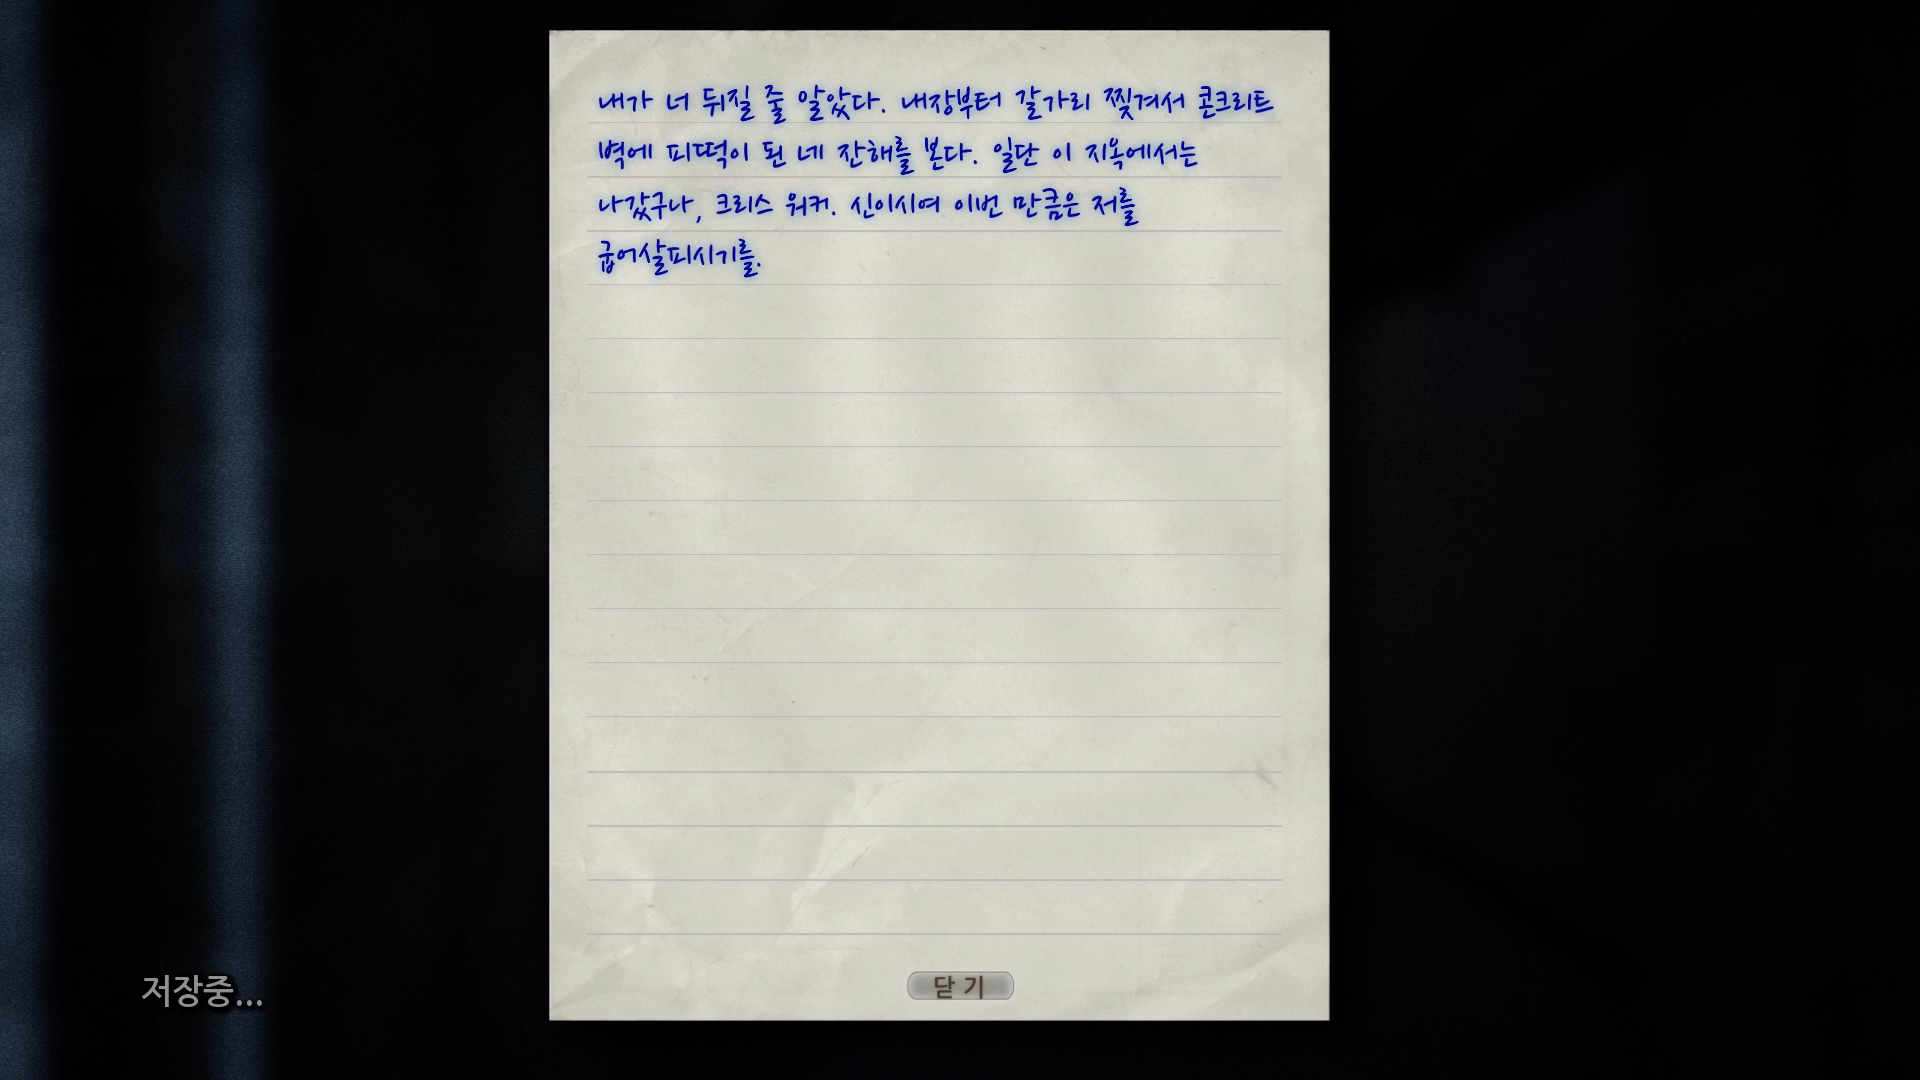 내가 너 뒤질 줄 알았다. 내장부터 갈가리 찢겨서 콘크리트
벽에 피떡이 된 네 잔해를 본다. 일단 이 지옥에서는
나갔구나, 크리스 워커. 신이시여 이번 만큼은 저를
굽어살피시기를.
저장중...
닫기